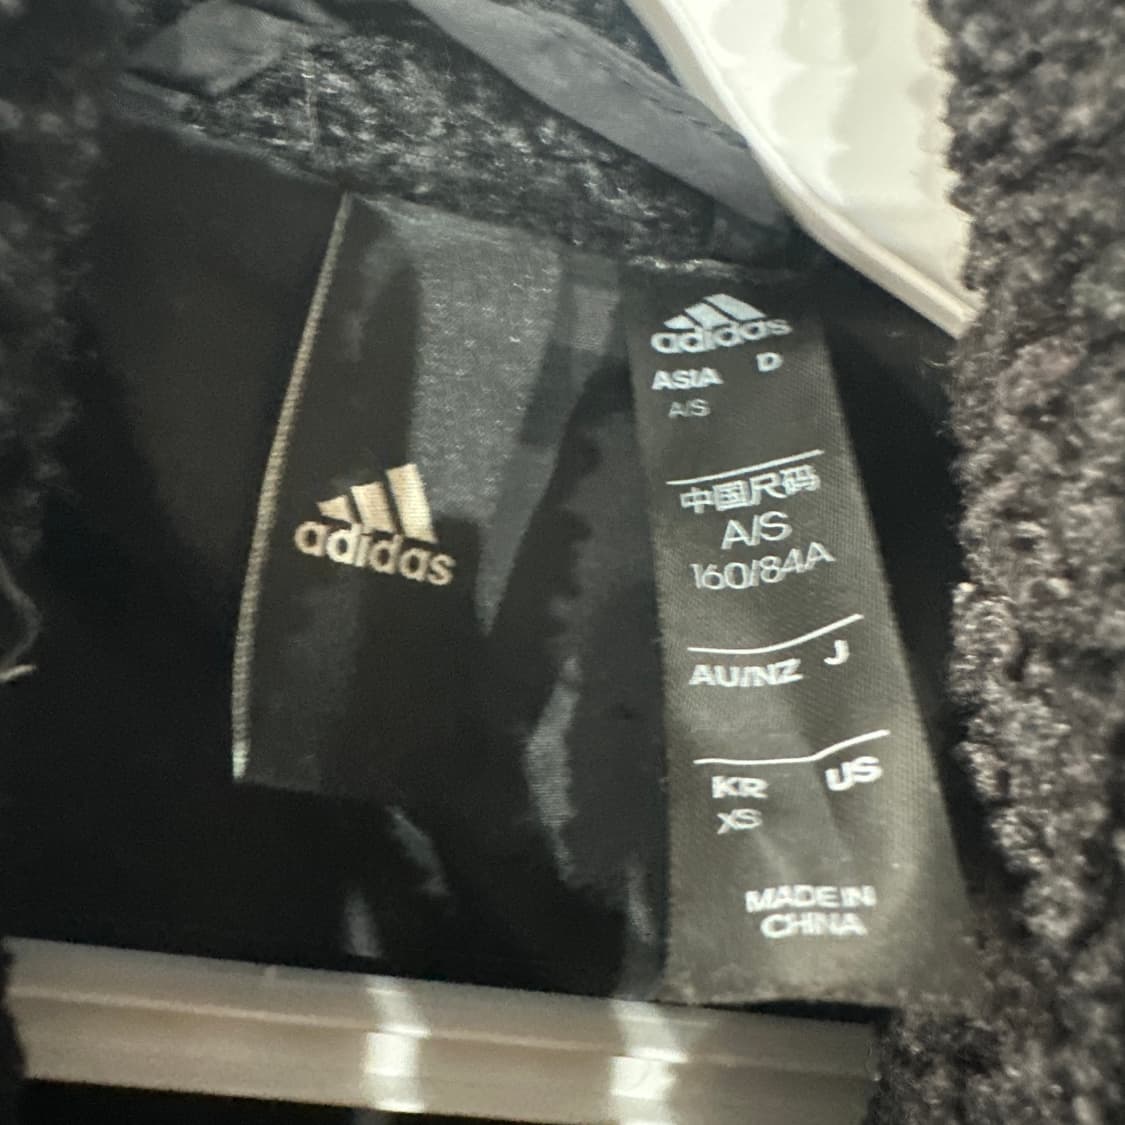 adidas
adidas
ASIA D
A/S
中国尺码
A/S
160/84A
AU/NZ J
KR US
XS
MADE IN
CHINA